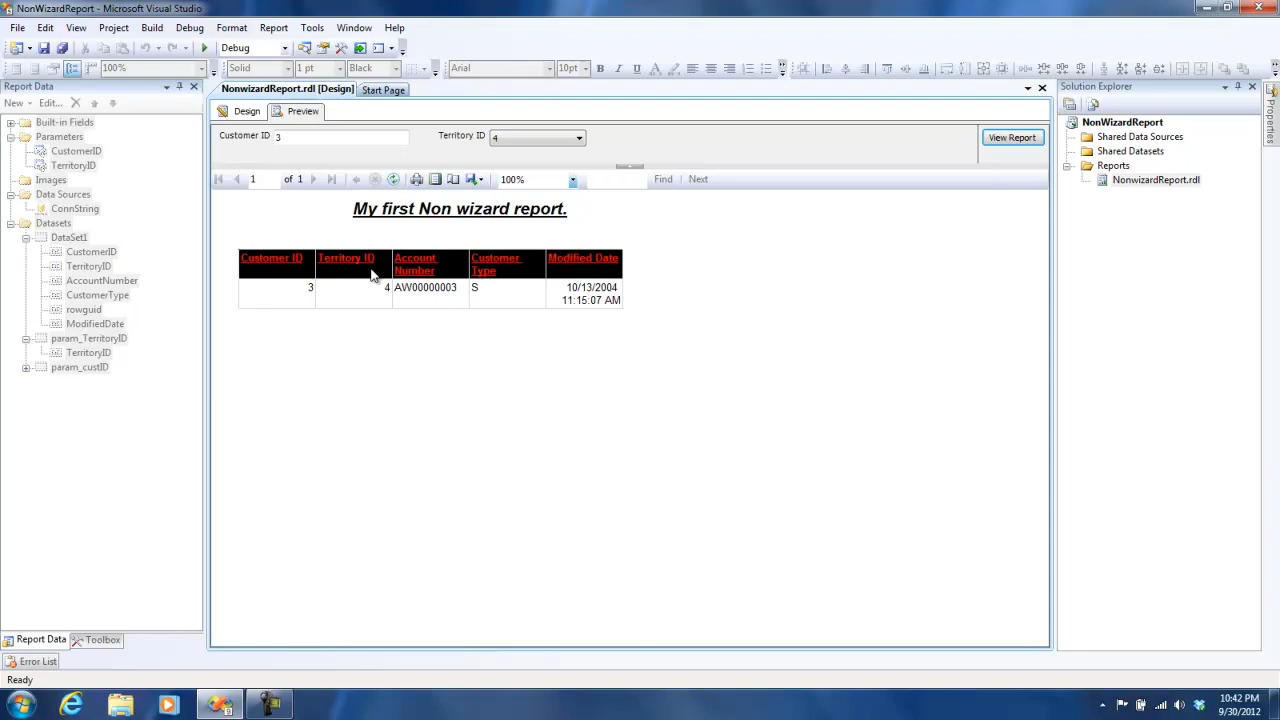 NonWizardReport - Microsoft Visual Studio
File Edit View Project Build Debug Format Report Tools Window Help
Debug
100% Solid 1 pt Black Arial 10pt B I U A
Report Data
New Edit...
Built-in Fields
Parameters
CustomerID
TerritoryID
Images
Data Sources
ConnString
Datasets
DataSet1
CustomerID
TerritoryID
AccountNumber
CustomerType
rowguid
ModifiedDate
param_TerritoryID
TerritoryID
param_custID
Report Data Toolbox
Error List
Ready
NonwizardReport.rdl [Design] Start Page
Design Preview
Customer ID 3 Territory ID 4 View Report
1 of 1 100% Find Next
My first Non wizard report.
Customer ID Territory ID Account Number Customer Type Modified Date
3 4 AW00000003 S 10/13/2004 11:15:07 AM
Solution Explorer
NonWizardReport
Shared Data Sources
Shared Datasets
Reports
NonwizardReport.rdl
Properties
10:42 PM
9/30/2012